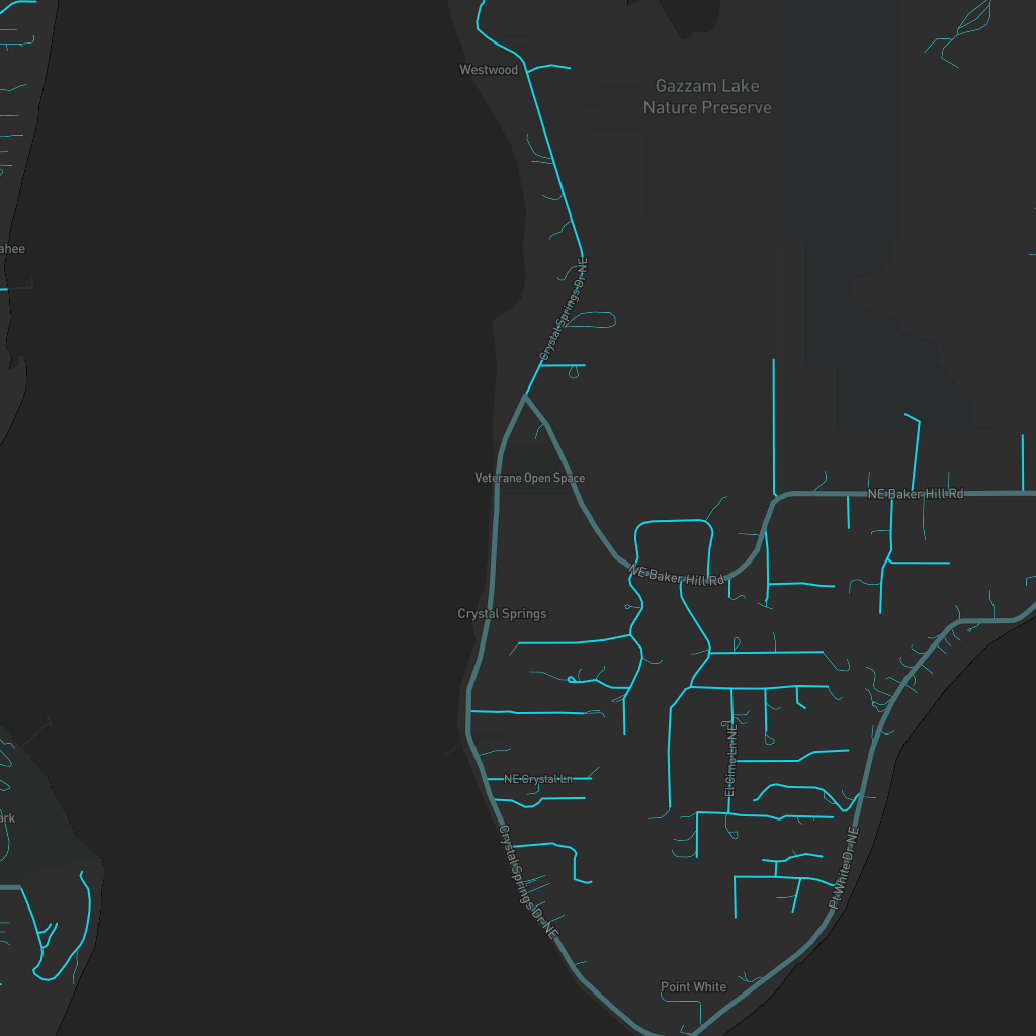 Westwood
Gazzam Lake
Nature Preserve
ahee
Crystal Springs Dr NE
Veterane Open Space
NE Baker Hill Rd
NE Baker Hill Rd
Crystal Springs
El Cimo Ln NE
NE Crystal Ln
ark
Crystal Springs Dr NE
Pt White Dr NE
Point White